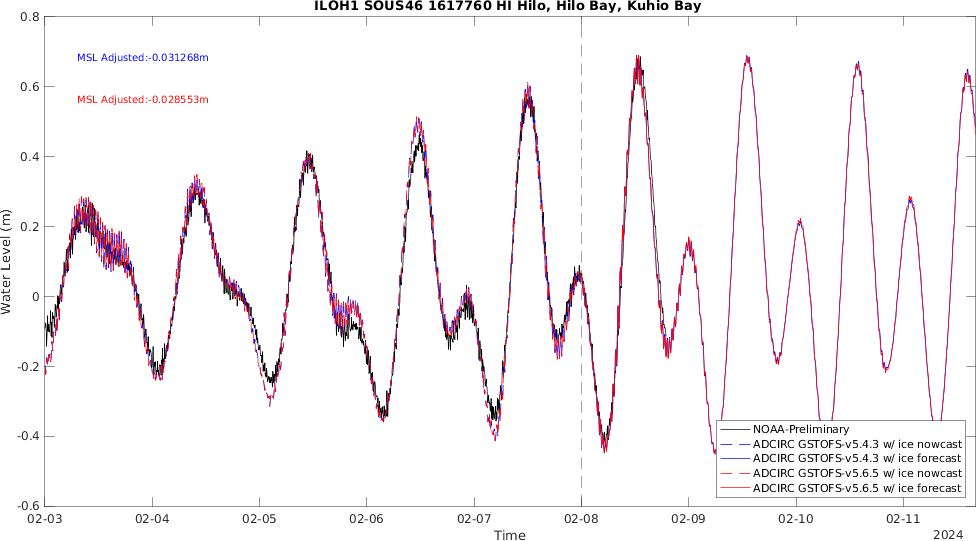 ILOH1 SOUS46 1617760 HI Hilo, Hilo Bay, Kuhio Bay
0.8
MSL Adjusted:-0.031268m
0.6
MSL Adjusted:-0.028553m
0.4
0.2
0
-0.2
-0.4
-0.6
Water Level (m)
NOAA-Preliminary
ADCIRC GSTOFS-v5.4.3 w/ ice nowcast
ADCIRC GSTOFS-v5.4.3 w/ ice forecast
ADCIRC GSTOFS-v5.6.5 w/ ice nowcast
ADCIRC GSTOFS-v5.6.5 w/ ice forecast
02-03 02-04 02-05 02-06 02-07 02-08 02-09 02-10 02-11
Time
2024